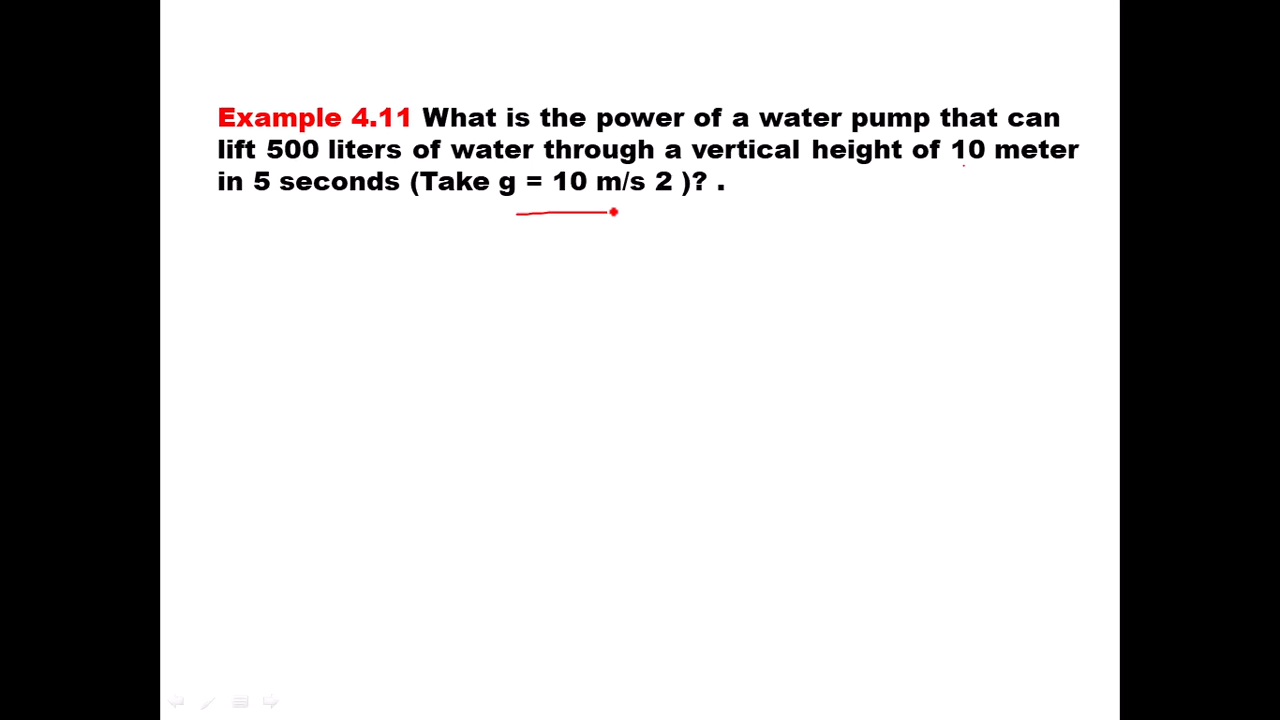 Example 4.11 What is the power of a water pump that can
lift 500 liters of water through a vertical height of 10 meter
in 5 seconds (Take g = 10 m/s 2 )? .